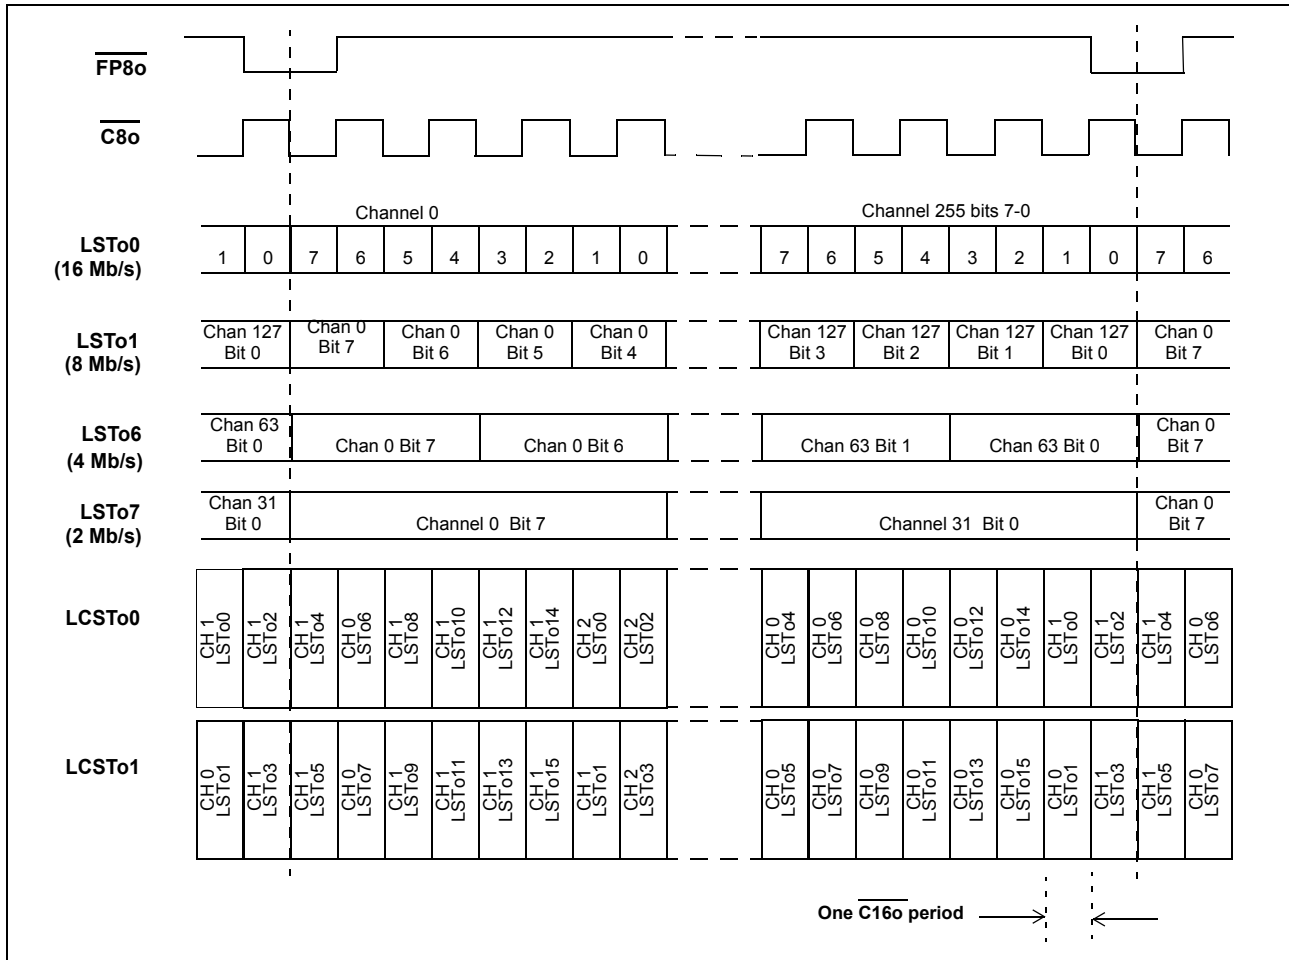 FP8o
C8o
Channel 0
Channel 255 bits 7-0
LSTo0
(16 Mb/s)
1 0 7 6 5 4 3 2 1 0 7 6 5 4 3 2 1 0 7 6
LSTo1
(8 Mb/s)
Chan 127 Bit 0
Chan 0 Bit 7
Chan 0 Bit 6
Chan 0 Bit 5
Chan 0 Bit 4
Chan 127 Bit 3
Chan 127 Bit 2
Chan 127 Bit 1
Chan 127 Bit 0
Chan 0 Bit 7
LSTo6
(4 Mb/s)
Chan 63 Bit 0
Chan 0 Bit 7
Chan 0 Bit 6
Chan 63 Bit 1
Chan 63 Bit 0
Chan 0 Bit 7
LSTo7
(2 Mb/s)
Chan 31 Bit 0
Channel 0 Bit 7
Channel 31 Bit 0
Chan 0 Bit 7
LCSTo0
CH 1 LSTo0
CH 1 LSTo2
CH 1 LSTo4
CH 0 LSTo6
CH 1 LSTo8
CH 1 LSTo10
CH 1 LSTo12
CH 1 LSTo14
CH 2 LSTo0
CH 2 LSTo2
CH 0 LSTo4
CH 0 LSTo6
CH 0 LSTo8
CH 0 LSTo10
CH 0 LSTo12
CH 0 LSTo14
CH 1 LSTo0
CH 1 LSTo2
CH 1 LSTo4
CH 0 LSTo6
LCSTo1
CH 0 LSTo1
CH 1 LSTo3
CH 1 LSTo5
CH 0 LSTo7
CH 1 LSTo9
CH 1 LSTo11
CH 1 LSTo13
CH 1 LSTo15
CH 1 LSTo1
CH 2 LSTo3
CH 0 LSTo5
CH 0 LSTo7
CH 0 LSTo9
CH 0 LSTo11
CH 0 LSTo13
CH 0 LSTo15
CH 0 LSTo1
CH 1 LSTo3
CH 1 LSTo5
CH 0 LSTo7
One C16o period